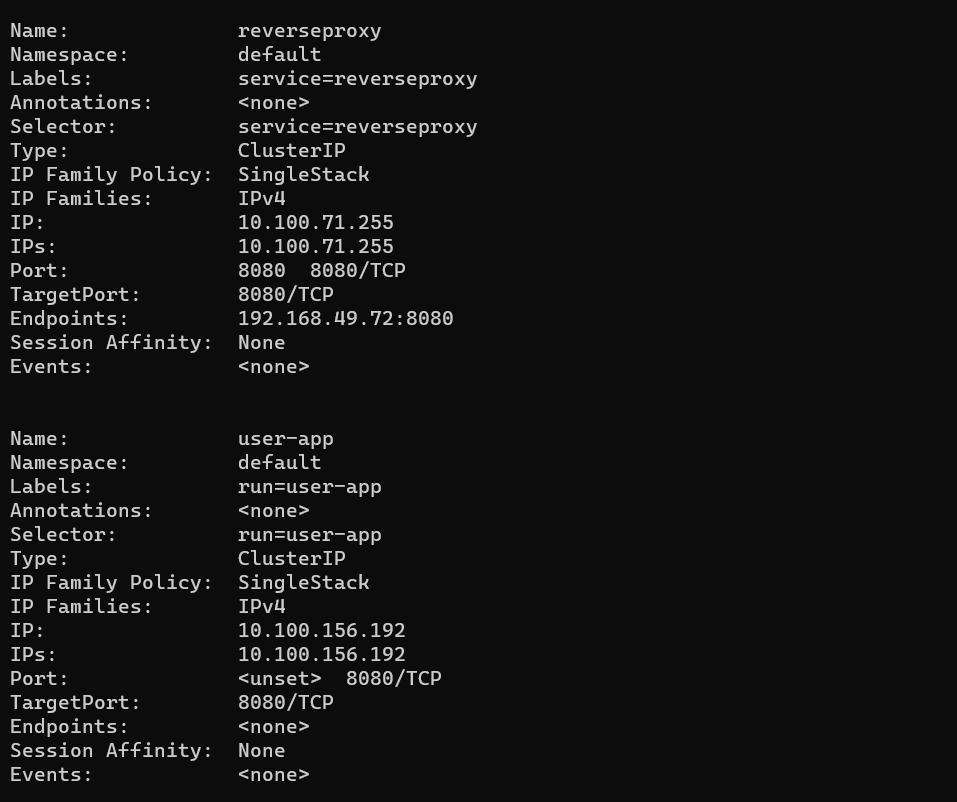 Name: reverseproxy
Namespace: default
Labels: service=reverseproxy
Annotations: <none>
Selector: service=reverseproxy
Type: ClusterIP
IP Family Policy: SingleStack
IP Families: IPv4
IP: 10.100.71.255
IPs: 10.100.71.255
Port: 8080 8080/TCP
TargetPort: 8080/TCP
Endpoints: 192.168.49.72:8080
Session Affinity: None
Events: <none>
Name: user-app
Namespace: default
Labels: run=user-app
Annotations: <none>
Selector: run=user-app
Type: ClusterIP
IP Family Policy: SingleStack
IP Families: IPv4
IP: 10.100.156.192
IPs: 10.100.156.192
Port: <unset> 8080/TCP
TargetPort: 8080/TCP
Endpoints: <none>
Session Affinity: None
Events: <none>